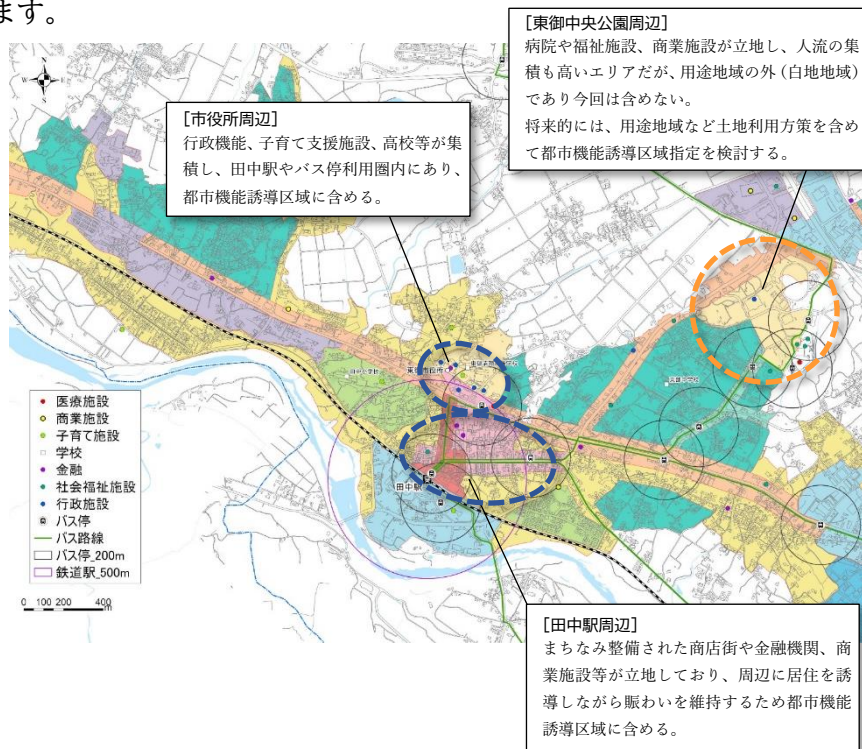 ます。
[東御中央公園周辺]
病院や福祉施設、商業施設が立地し、人流の集
積も高いエリアだが、用途地域の外（白地地域）
であり今回は含めない。
将来的には、用途地域など土地利用方策を含め
て都市機能誘導区域指定を検討する。
[市役所周辺]
行政機能、子育て支援施設、高校等が集
積し、田中駅やバス停利用圏内にあり、
都市機能誘導区域に含める。
N
W
E
S
田中駅
医療施設
商業施設
子育て施設
学校
金融
社会福祉施設
行政施設
バス停
バス路線
バス停_200m
鉄道駅_500m
0 100 200 400m
[田中駅周辺]
まちなみ整備された商店街や金融機関、商
業施設等が立地しており、周辺に居住を誘
導しながら賑わいを維持するため都市機能
誘導区域に含める。